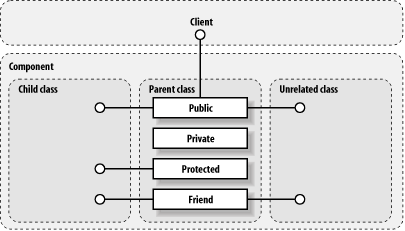 Client
Component
Child class
Parent class
Unrelated class
Public
Private
Protected
Friend